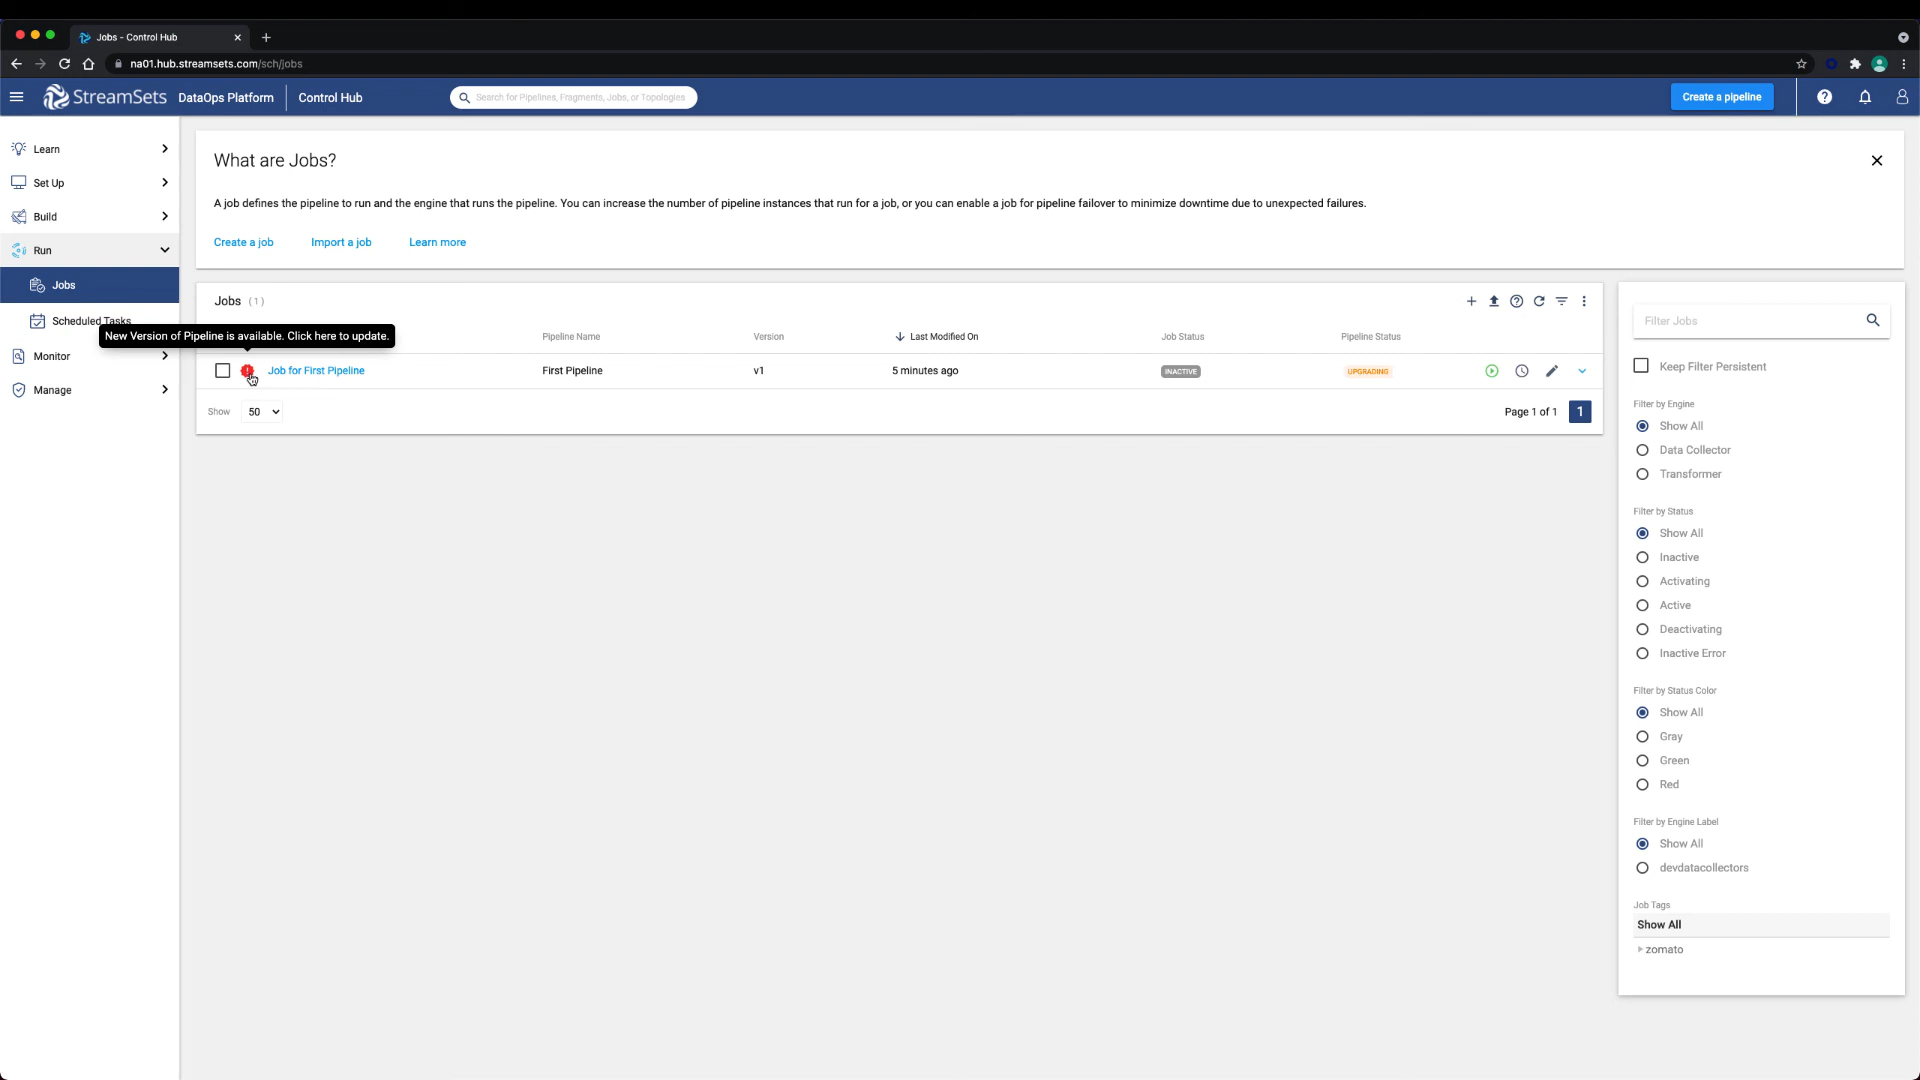 Jobs - Control Hub
na01.hub.streamsets.com/sch/jobs
StreamSets DataOps Platform Control Hub
Search for Pipelines, Fragments, Jobs, or Topologies
Create a pipeline
Learn
Set Up
Build
Run
Jobs
Scheduled Tasks
Monitor
Manage
What are Jobs?
A job defines the pipeline to run and the engine that runs the pipeline. You can increase the number of pipeline instances that run for a job, or you can enable a job for pipeline failover to minimize downtime due to unexpected failures.
Create a job Import a job Learn more
Jobs (1)
New Version of Pipeline is available. Click here to update.
Pipeline Name Version Last Modified On Job Status Pipeline Status
Job for First Pipeline First Pipeline v1 5 minutes ago INACTIVE UPGRADING
Show 50 Page 1 of 1 1
Filter Jobs
Keep Filter Persistent
Filter by Engine
Show All
Data Collector
Transformer
Filter by Status
Show All
Inactive
Activating
Active
Deactivating
Inactive Error
Filter by Status Color
Show All
Gray
Green
Red
Filter by Engine Label
Show All
devdatacollectors
Job Tags
Show All
zomato